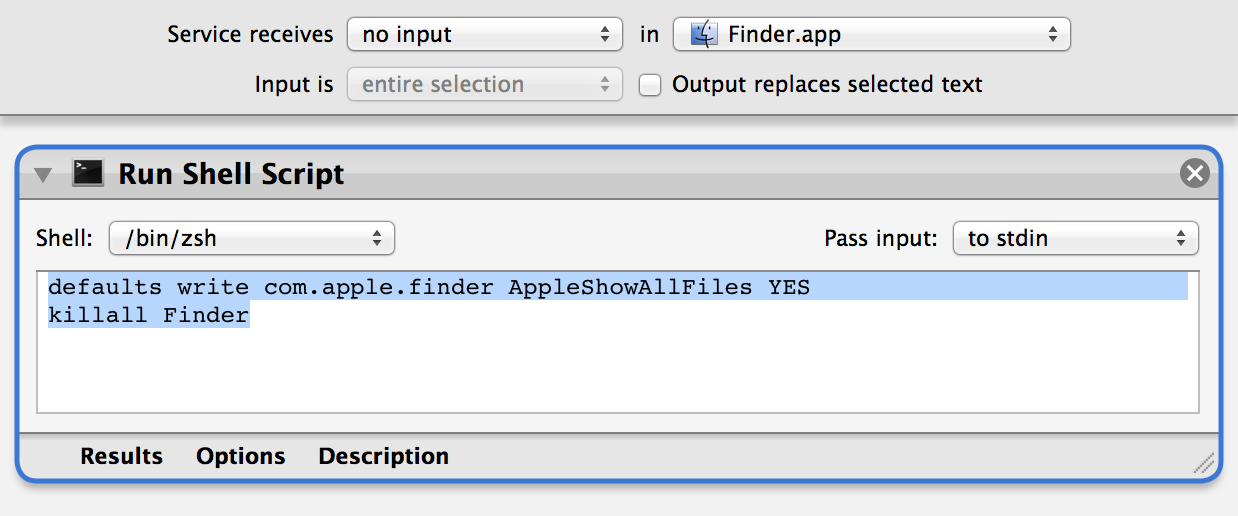 Service receives no input in Finder.app
Input is entire selection Output replaces selected text
Run Shell Script
Shell: /bin/zsh Pass input: to stdin
defaults write com.apple.finder AppleShowAllFiles YES
killall Finder
Results Options Description